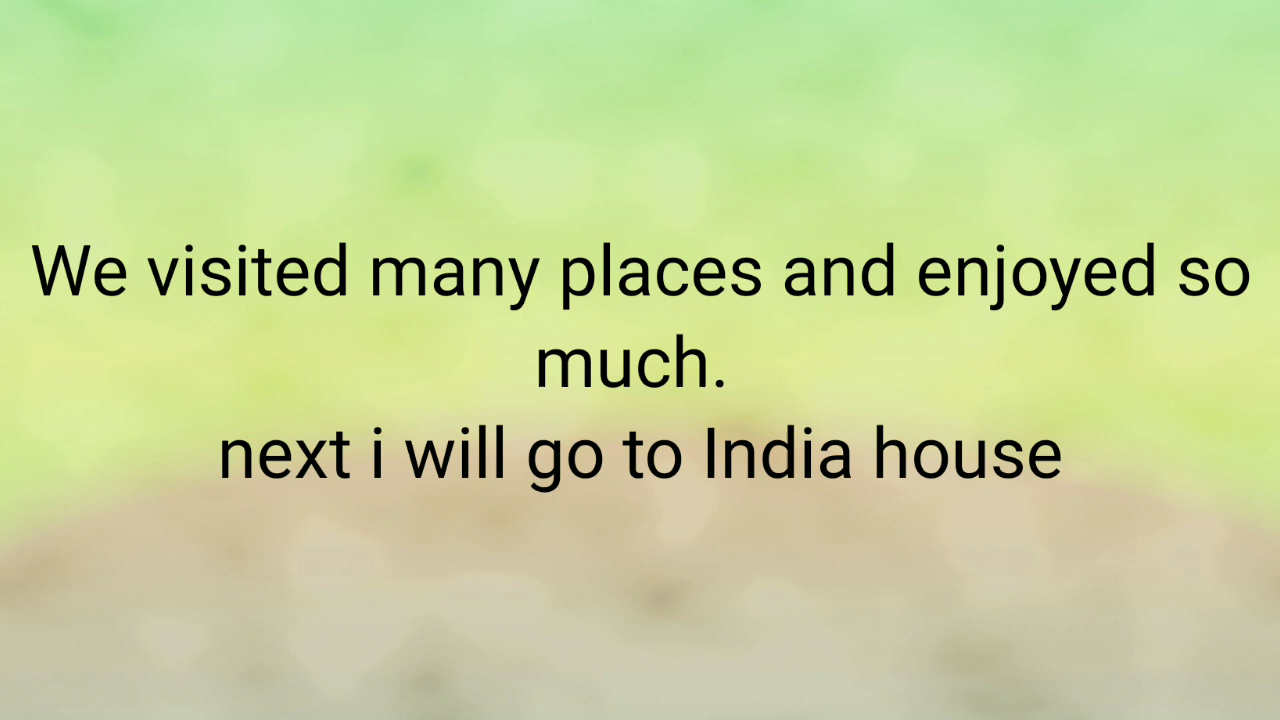 We visited many places and enjoyed so
much.
next i will go to India house